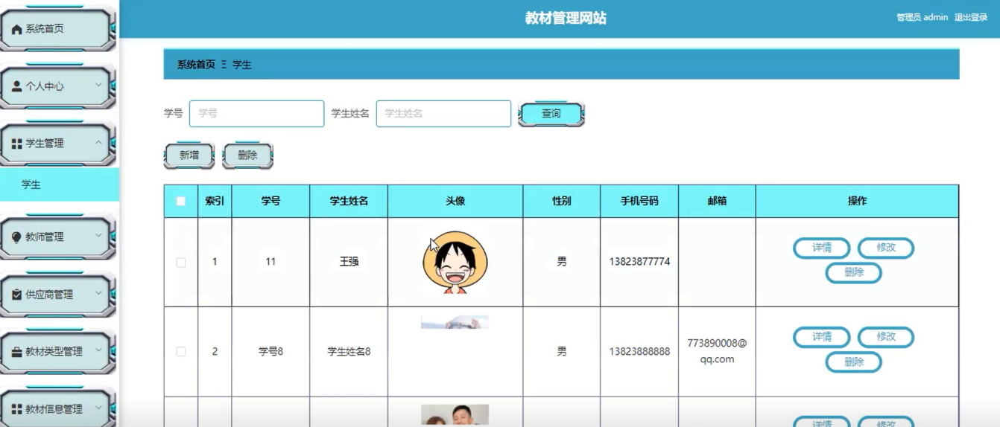 教材管理网站
管理员 admin 退出登录
系统首页
个人中心
学生管理
学生
教师管理
供应商管理
教材类型管理
教材信息管理
系统首页 Ξ 学生
学号 学号 学生姓名 学生姓名 查询
新增 删除
索引 学号 学生姓名 头像 性别 手机号码 邮箱 操作
1 11 王强 男 13823877774 详情 修改
删除
2 学号8 学生姓名8 男 13823888888 773890008@
qq.com 详情 修改
删除
详情 修改